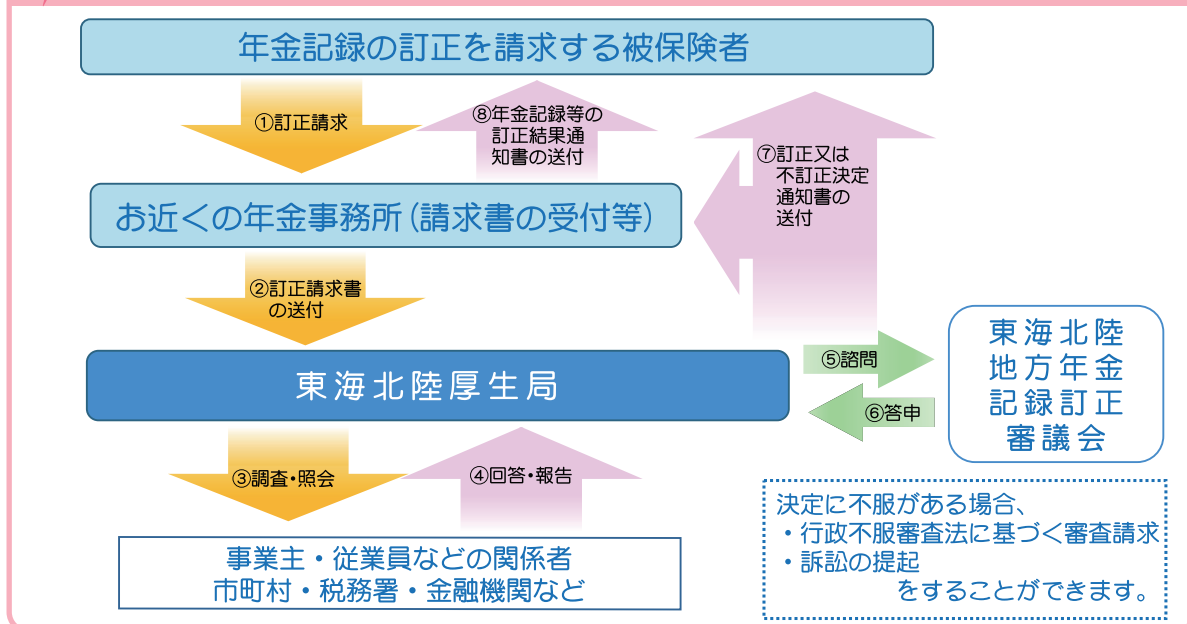 年金記録の訂正を請求する被保険者
①訂正請求
⑧年金記録等の
訂正結果通
知書の送付
⑦訂正又は
不訂正決定
通知書の
送付
お近くの年金事務所(請求書の受付等)
②訂正請求書
の送付
東海北陸厚生局
⑤諮問
⑥答申
東海北陸
地方年金
記録訂正
審議会
③調査・照会
④回答・報告
事業主・従業員などの関係者
市町村・税務署・金融機関など
決定に不服がある場合、
・行政不服審査法に基づく審査請求
・訴訟の提起
をすることができます。